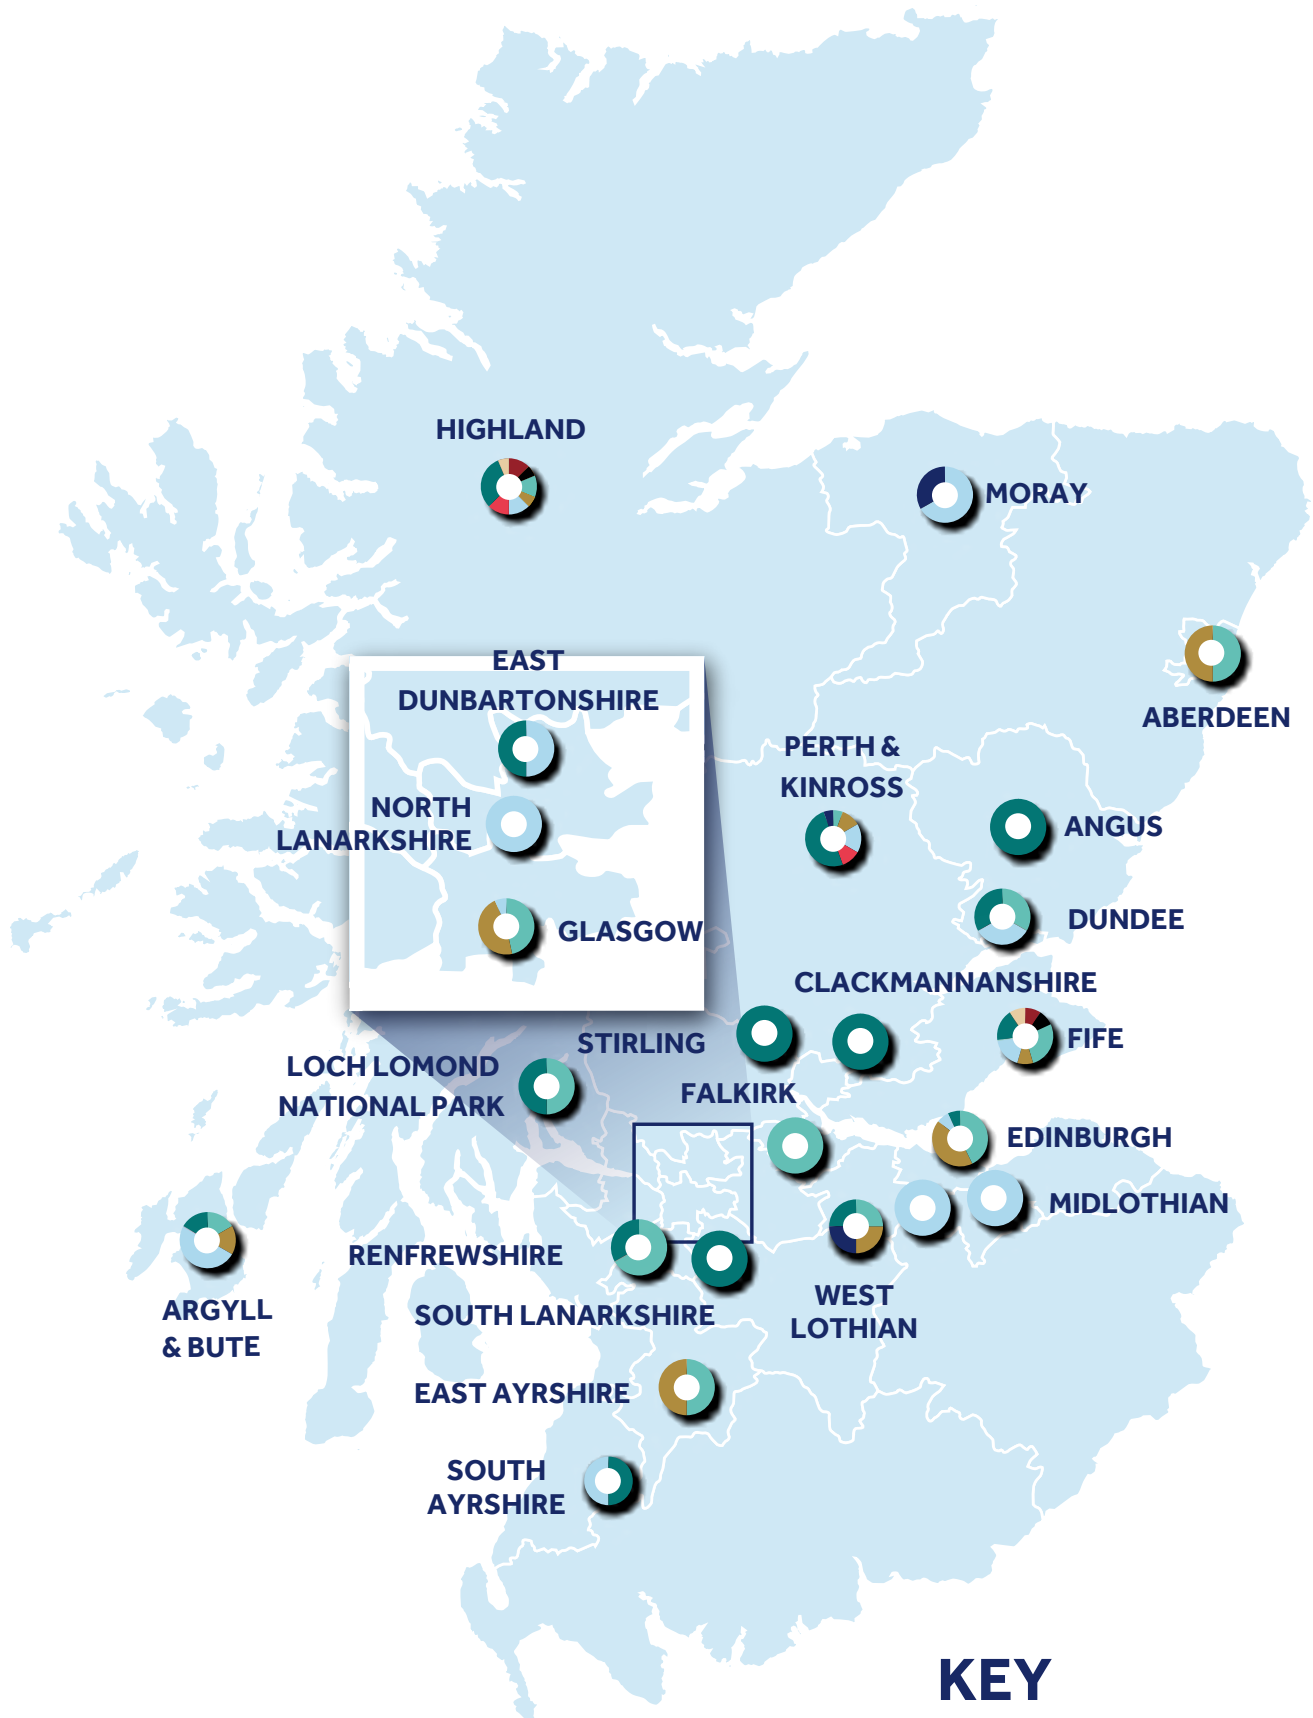 HIGHLAND
MORAY
EAST
DUNBARTONSHIRE
ABERDEEN
PERTH &
KINROSS
NORTH
LANARKSHIRE
ANGUS
DUNDEE
GLASGOW
CLACKMANNANSHIRE
STIRLING
FIFE
LOCH LOMOND
NATIONAL PARK
FALKIRK
EDINBURGH
MIDLOTHIAN
RENFREWSHIRE
ARGYLL
& BUTE
SOUTH LANARKSHIRE
WEST
LOTHIAN
EAST AYRSHIRE
SOUTH
AYRSHIRE
KEY